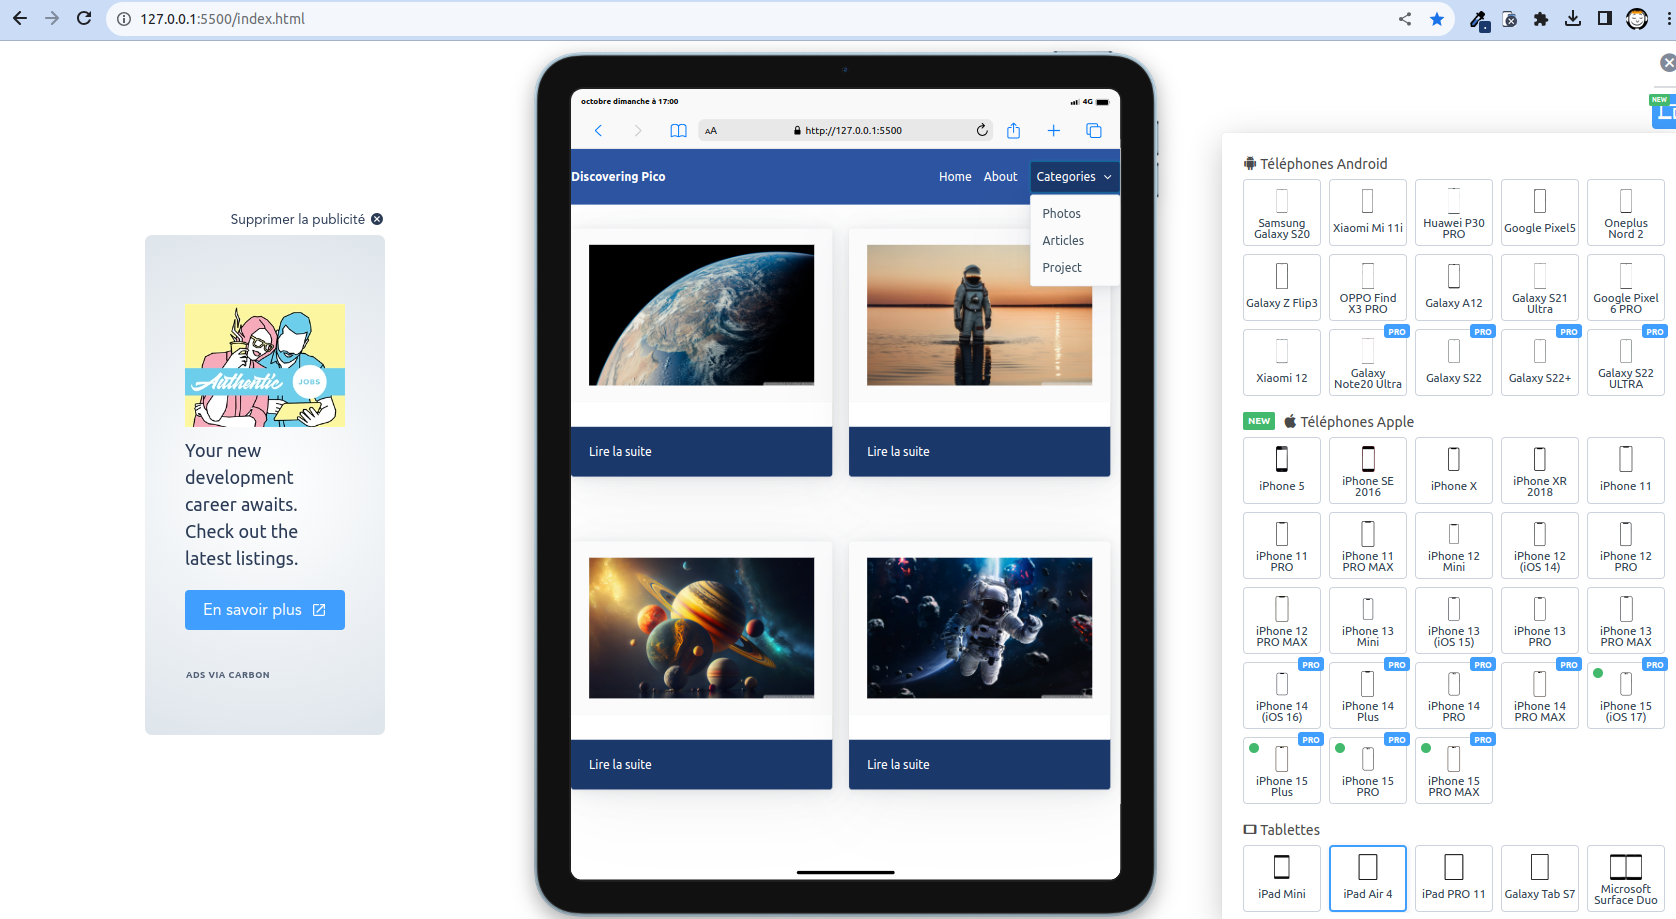 127.0.0.1:5500/index.html
Supprimer la publicité
Authentic
JOBS
Your new
development
career awaits.
Check out the
latest listings.
En savoir plus
ADS VIA CARBON
octobre dimanche à 17:00
4G
AA
http://127.0.0.1:5500
Discovering Pico
Home
About
Categories
Photos
Articles
Project
Lire la suite
Lire la suite
Lire la suite
Lire la suite
NEW
Téléphones Android
Samsung
Galaxy S20
Xiaomi Mi 11i
Huawei P30
PRO
Google Pixel5
Oneplus
Nord 2
Galaxy Z Flip3
OPPO Find
X3 PRO
Galaxy A12
Galaxy S21
Ultra
Google Pixel
6 PRO
Xiaomi 12
PRO
Galaxy
Note20 Ultra
PRO
Galaxy S22
PRO
Galaxy S22+
PRO
Galaxy S22
ULTRA
NEW
Téléphones Apple
iPhone 5
iPhone SE
2016
iPhone X
iPhone XR
2018
iPhone 11
iPhone 11
PRO
iPhone 11
PRO MAX
iPhone 12
Mini
iPhone 12
(iOS 14)
iPhone 12
PRO
iPhone 12
PRO MAX
iPhone 13
Mini
iPhone 13
(iOS 15)
iPhone 13
PRO
iPhone 13
PRO MAX
PRO
iPhone 14
(iOS 16)
PRO
iPhone 14
Plus
PRO
iPhone 14
PRO
PRO
iPhone 14
PRO MAX
PRO
iPhone 15
(iOS 17)
PRO
iPhone 15
Plus
PRO
iPhone 15
PRO
PRO
iPhone 15
PRO MAX
Tablettes
iPad Mini
iPad Air 4
iPad PRO 11
Galaxy Tab S7
Microsoft
Surface Duo